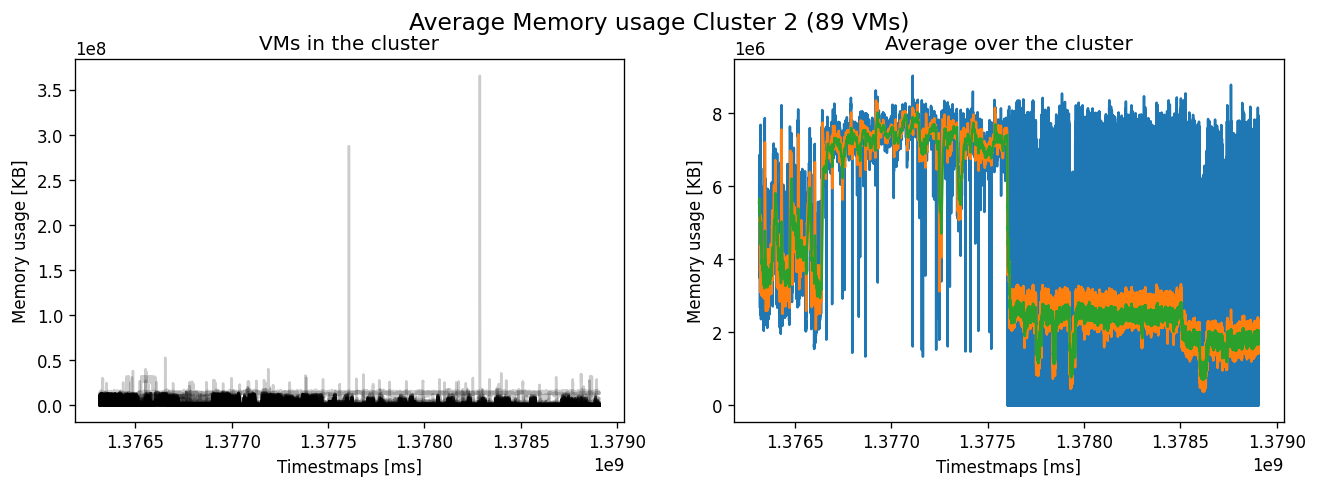 Average Memory usage Cluster 2 (89 VMs)
VMs in the cluster
1e8
3.5
3.0
2.5
2.0
1.5
1.0
0.5
0.0
Memory usage [KB]
1.3765 1.3770 1.3775 1.3780 1.3785 1.3790
1e9
Timestmaps [ms]
Average over the cluster
1e6
8
6
4
2
0
Memory usage [KB]
1.3765 1.3770 1.3775 1.3780 1.3785 1.3790
1e9
Timestmaps [ms]